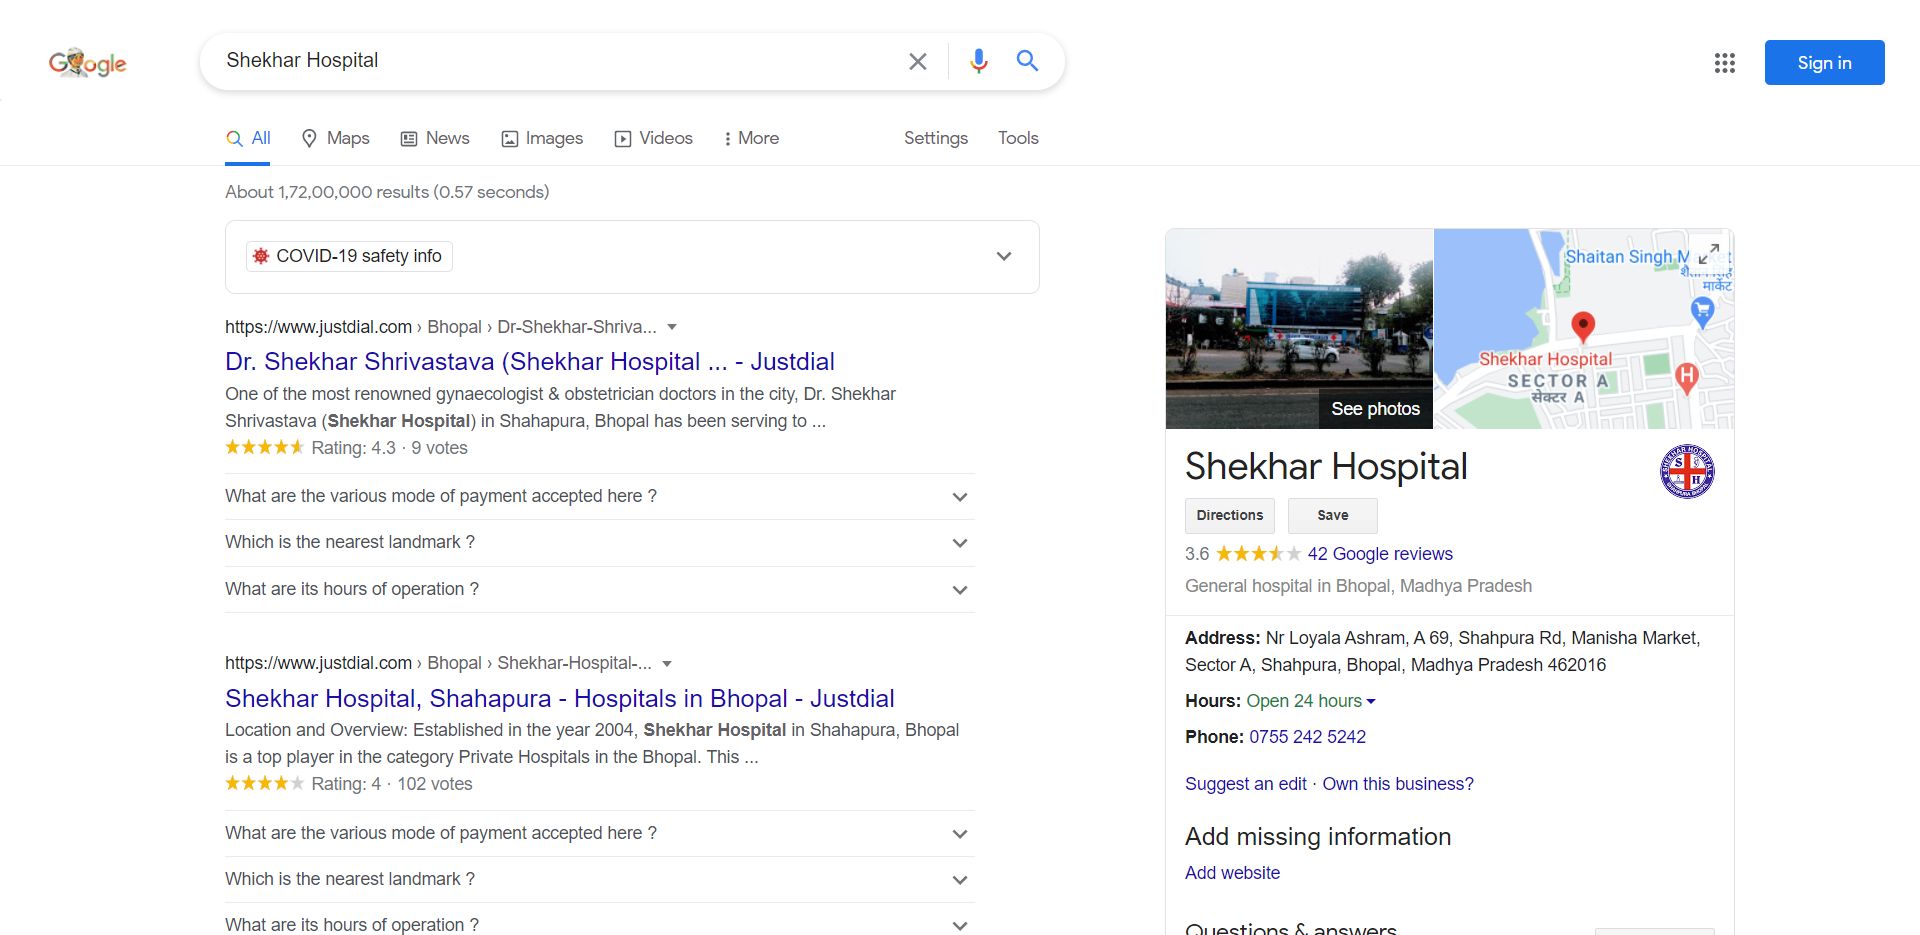 Google
Shekhar Hospital
Sign in
All
Maps
News
Images
Videos
More
Settings
Tools
About 1,72,00,000 results (0.57 seconds)
COVID-19 safety info
https://www.justdial.com › Bhopal › Dr-Shekhar-Shriva...
Dr. Shekhar Shrivastava (Shekhar Hospital ... - Justdial
One of the most renowned gynaecologist & obstetrician doctors in the city, Dr. Shekhar
Shrivastava (Shekhar Hospital) in Shahapura, Bhopal has been serving to ...
Rating: 4.3 · 9 votes
What are the various mode of payment accepted here ?
Which is the nearest landmark ?
What are its hours of operation ?
https://www.justdial.com › Bhopal › Shekhar-Hospital-...
Shekhar Hospital, Shahapura - Hospitals in Bhopal - Justdial
Location and Overview: Established in the year 2004, Shekhar Hospital in Shahapura, Bhopal
is a top player in the category Private Hospitals in the Bhopal. This ...
Rating: 4 · 102 votes
What are the various mode of payment accepted here ?
Which is the nearest landmark ?
What are its hours of operation ?
See photos
Shaitan Singh M
मार्केट
Shekhar Hospital
SECTOR A
सेक्टर A
H
Shekhar Hospital
SHEKHAR HOSPITAL
S
H
Directions
Save
3.6
42 Google reviews
General hospital in Bhopal, Madhya Pradesh
Address: Nr Loyala Ashram, A 69, Shahpura Rd, Manisha Market,
Sector A, Shahpura, Bhopal, Madhya Pradesh 462016
Hours: Open 24 hours
Phone: 0755 242 5242
Suggest an edit · Own this business?
Add missing information
Add website
Questions & answers